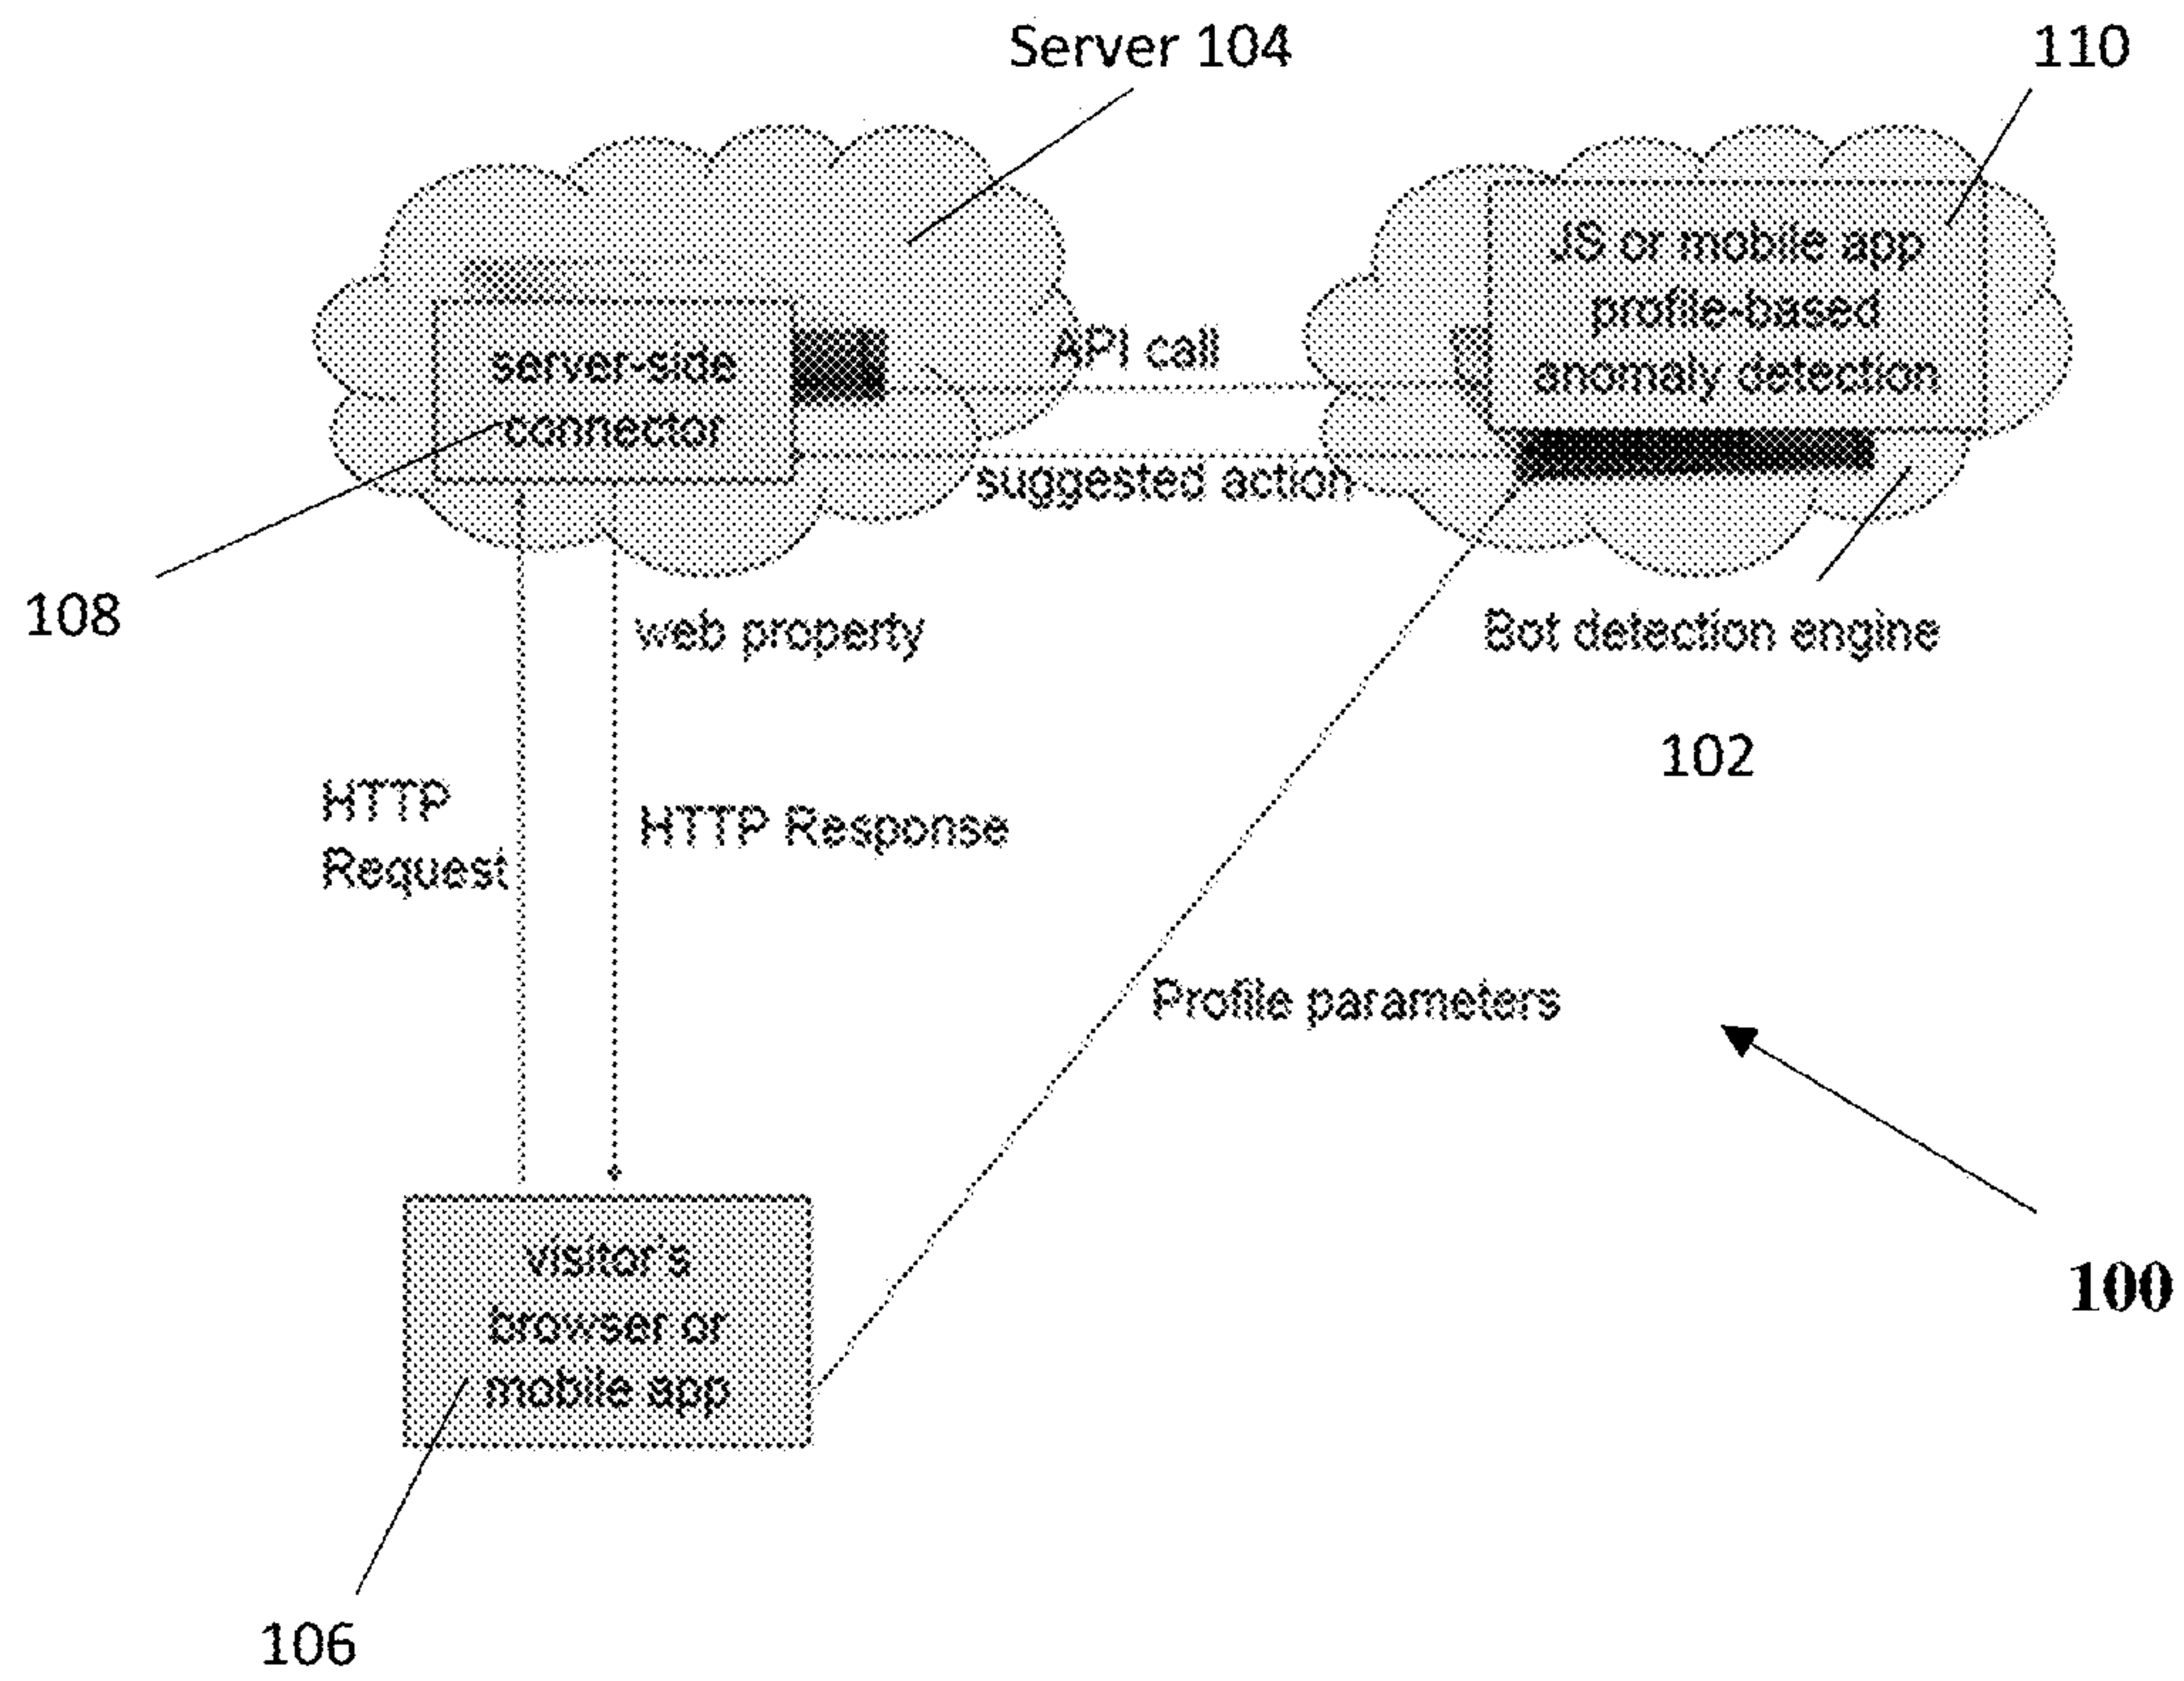 Server 104
110
JS or mobile app
profile-based
anomaly detection
server-side
connector
API call
suggested action
108
web property
Bot detection engine
102
HTTP
Request
HTTP Response
Profile parameters
visitor's
browser or
mobile app
100
106